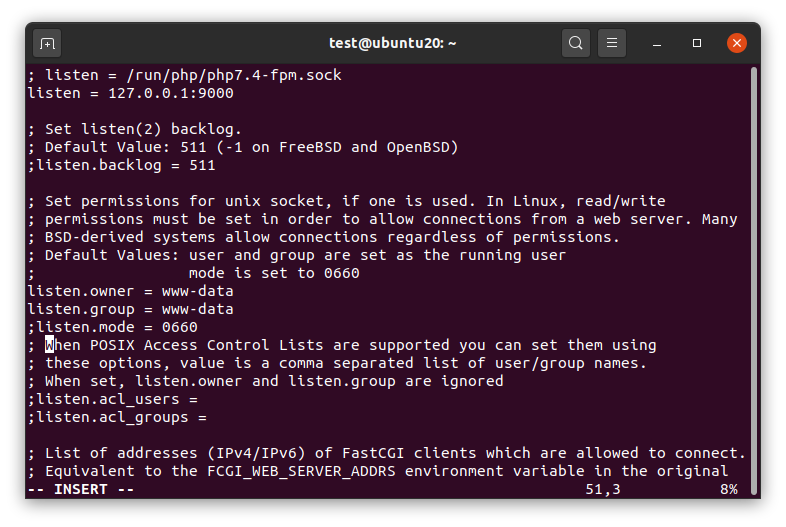 test@ubuntu20: ~
; listen = /run/php/php7.4-fpm.sock
listen = 127.0.0.1:9000

; Set listen(2) backlog.
; Default Value: 511 (-1 on FreeBSD and OpenBSD)
;listen.backlog = 511

; Set permissions for unix socket, if one is used. In Linux, read/write
; permissions must be set in order to allow connections from a web server. Many
; BSD-derived systems allow connections regardless of permissions.
; Default Values: user and group are set as the running user
;                 mode is set to 0660
listen.owner = www-data
listen.group = www-data
;listen.mode = 0660
; When POSIX Access Control Lists are supported you can set them using
; these options, value is a comma separated list of user/group names.
; When set, listen.owner and listen.group are ignored
;listen.acl_users =
;listen.acl_groups =

; List of addresses (IPv4/IPv6) of FastCGI clients which are allowed to connect.
; Equivalent to the FCGI_WEB_SERVER_ADDRS environment variable in the original
-- INSERT --                                                  51,3           8%